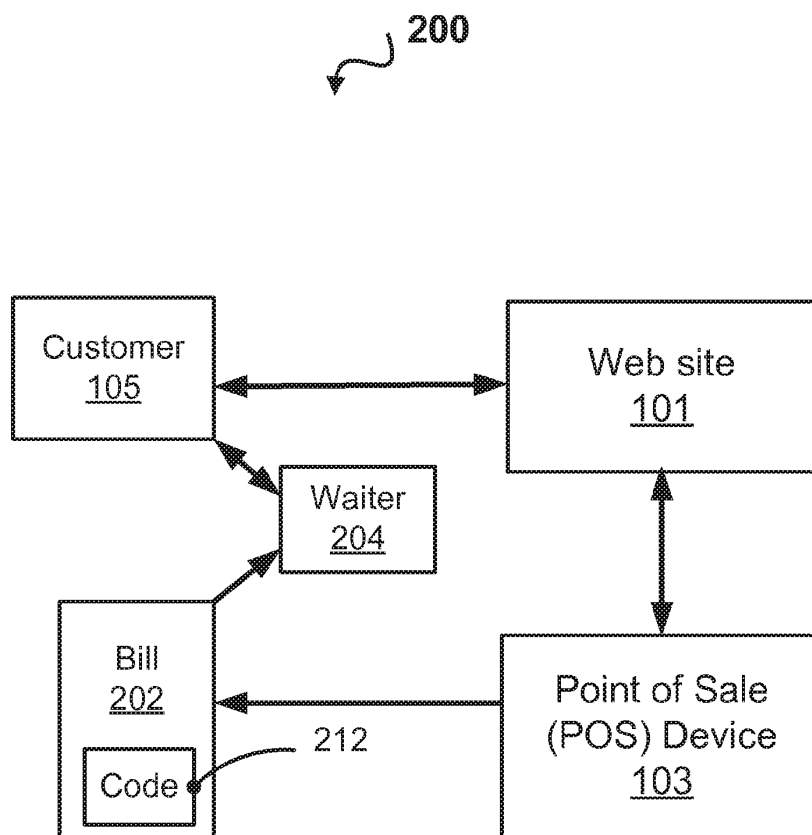 200
Customer
105
Web site
101
Waiter
204
Bill
202
Code
212
Point of Sale
(POS) Device
103